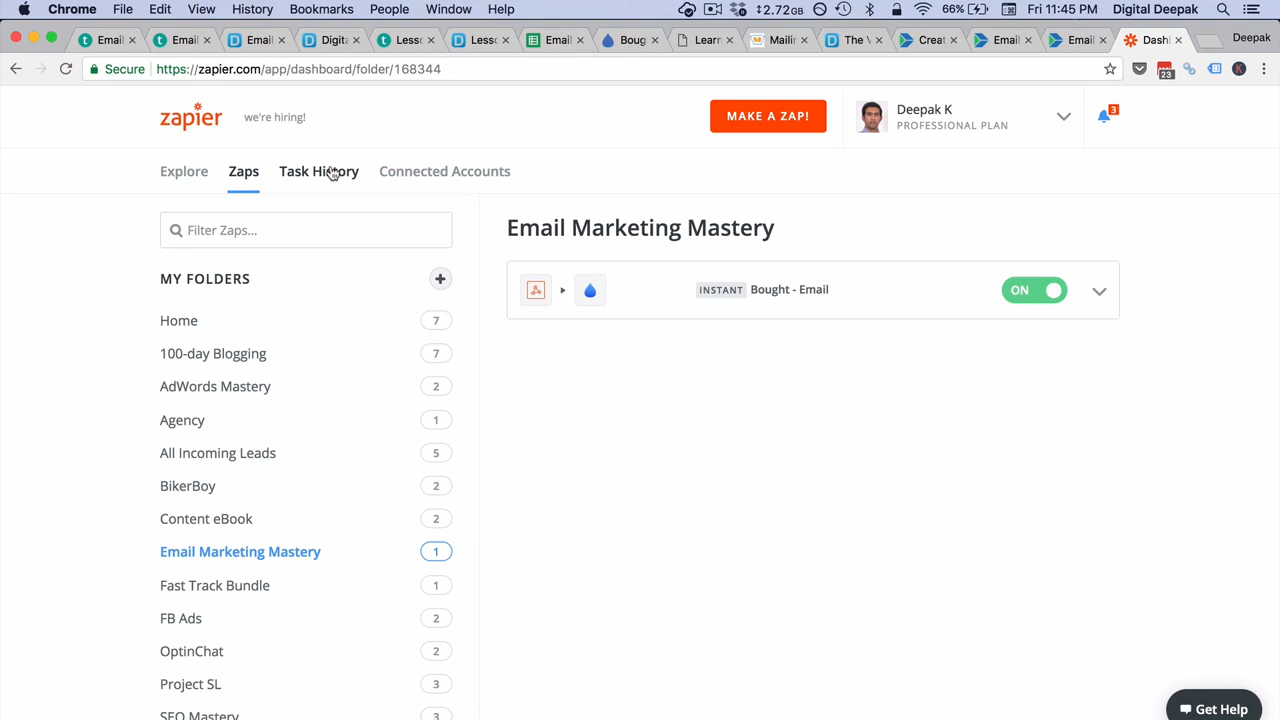 Chrome File Edit View History Bookmarks People Window Help 2.72GB 66% Fri 11:45 PM Digital Deepak
Email Email Email Digit Lesso Lesso Email Boug Learn Mailin The V Creat Email Email Dashl Deepak
Secure https://zapier.com/app/dashboard/folder/168344 23
zapier we're hiring! MAKE A ZAP! Deepak K
PROFESSIONAL PLAN 3
Explore Zaps Task History Connected Accounts
Filter Zaps...
Email Marketing Mastery
MY FOLDERS
INSTANT Bought - Email ON
Home 7
100-day Blogging 7
AdWords Mastery 2
Agency 1
All Incoming Leads 5
BikerBoy 2
Content eBook 2
Email Marketing Mastery 1
Fast Track Bundle 1
FB Ads 2
OptinChat 2
Project SL 3
SEO Mastery 3
Get Help